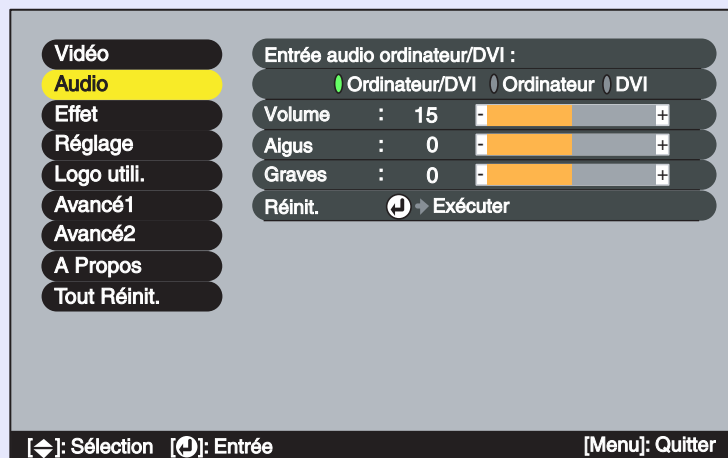 Vidéo
Audio
Effet
Réglage
Logo utili.
Avancé1
Avancé2
A Propos
Tout Réinit.
Entrée audio ordinateur/DVI :
Ordinateur/DVI Ordinateur DVI
Volume : 15 - +
Aigus : 0 - +
Graves : 0 - +
Réinit. Exécuter
[ ]: Sélection [ ]: Entrée [Menu]: Quitter